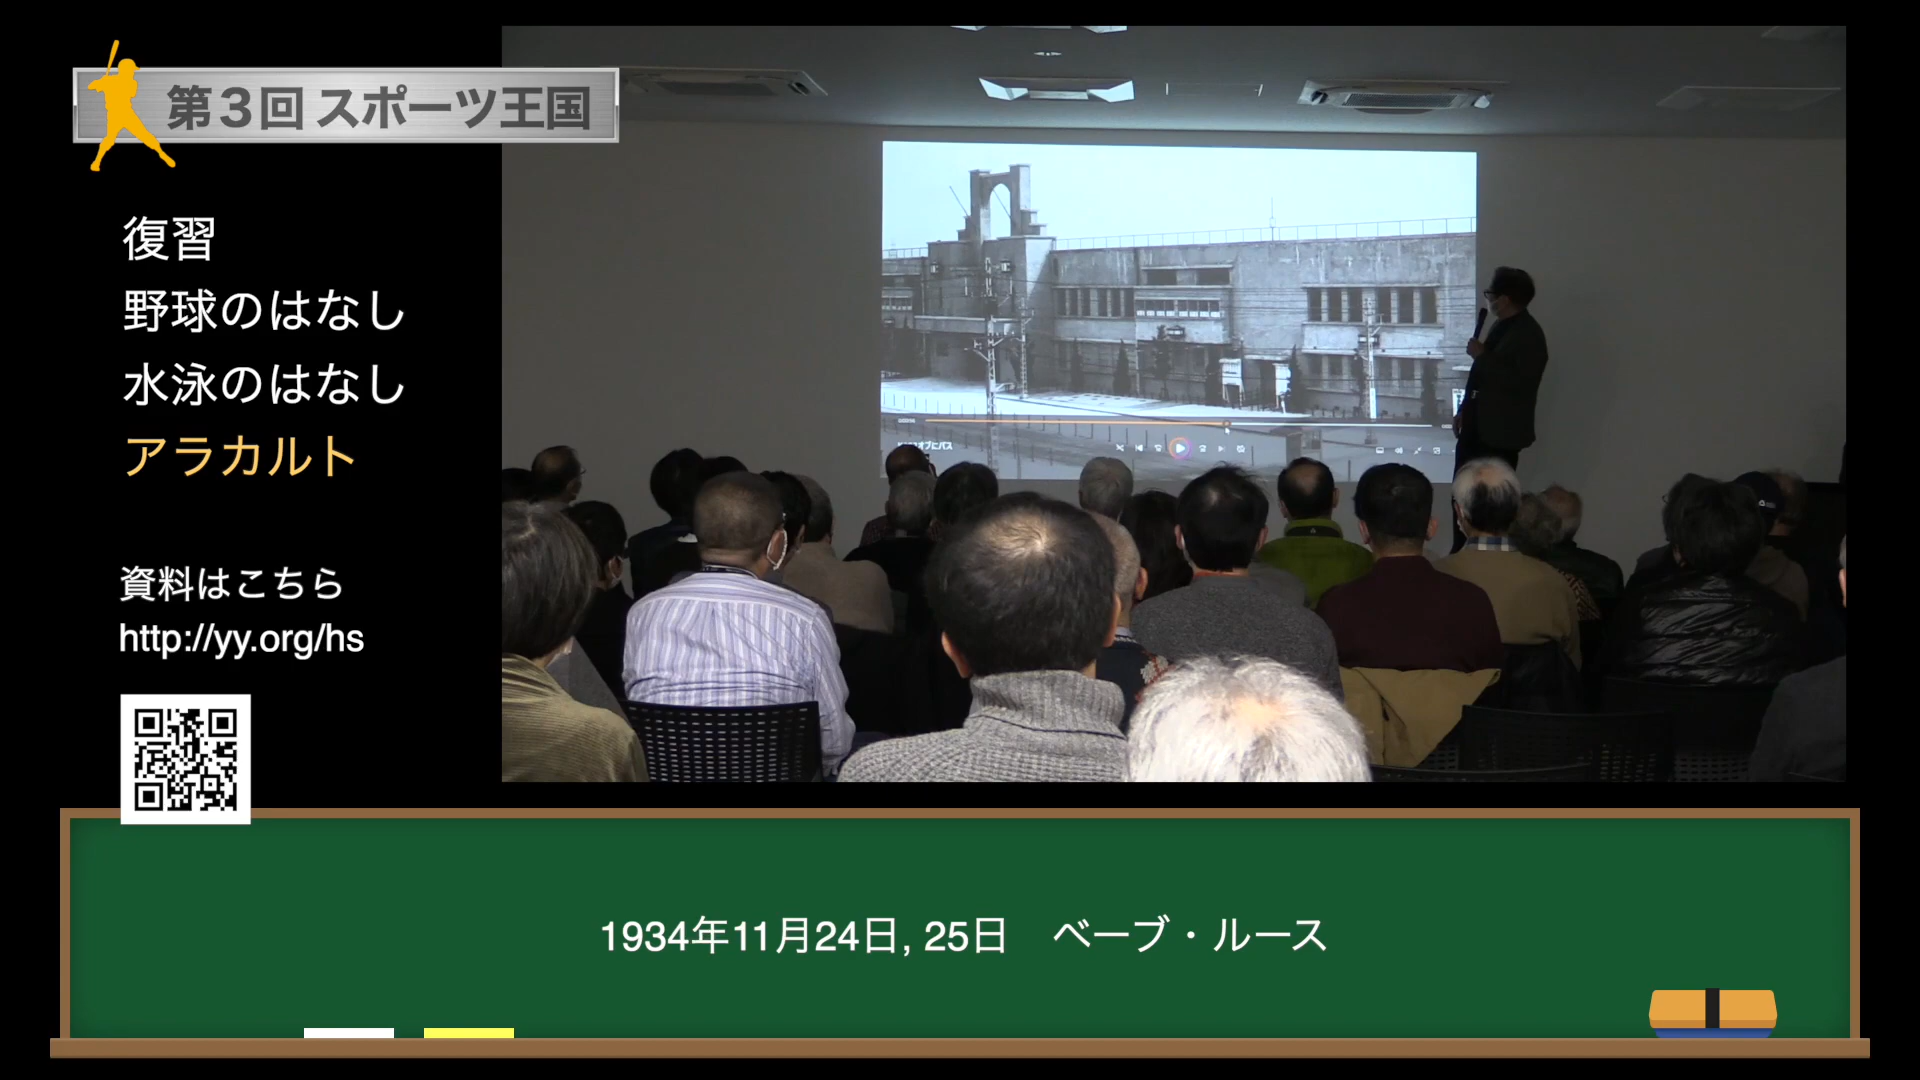 第３回 スポーツ王国
復習
野球のはなし
水泳のはなし
アラカルト
資料はこちら
http://yy.org/hs
1934年11月24日, 25日　ベーブ・ルース